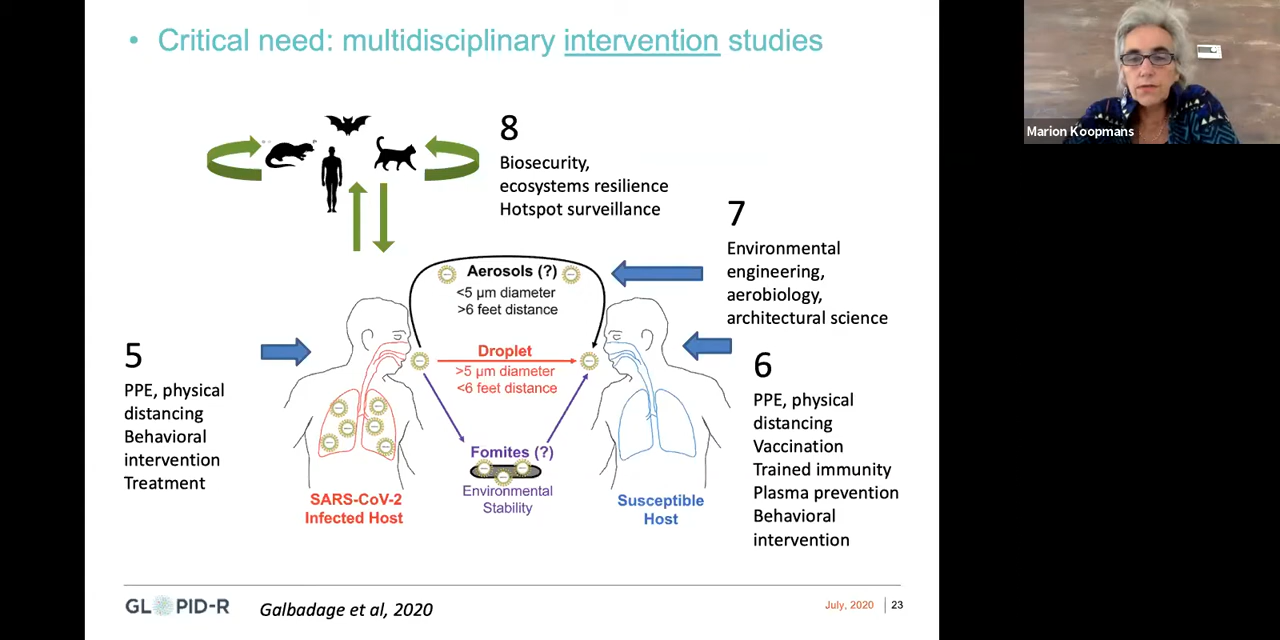 • Critical need: multidisciplinary intervention studies
Marion Koopmans
8
Biosecurity,
ecosystems resilience
Hotspot surveillance
7
Environmental
engineering,
aerobiology,
architectural science
Aerosols (?)
<5 µm diameter
>6 feet distance
Droplet
>5 µm diameter
<6 feet distance
Fomites (?)
Environmental
Stability
5
PPE, physical
distancing
Behavioral
intervention
Treatment
6
PPE, physical
distancing
Vaccination
Trained immunity
Plasma prevention
Behavioral
intervention
SARS-CoV-2
Infected Host
Susceptible
Host
GLOPID-R
Galbadage et al, 2020
July, 2020 | 23